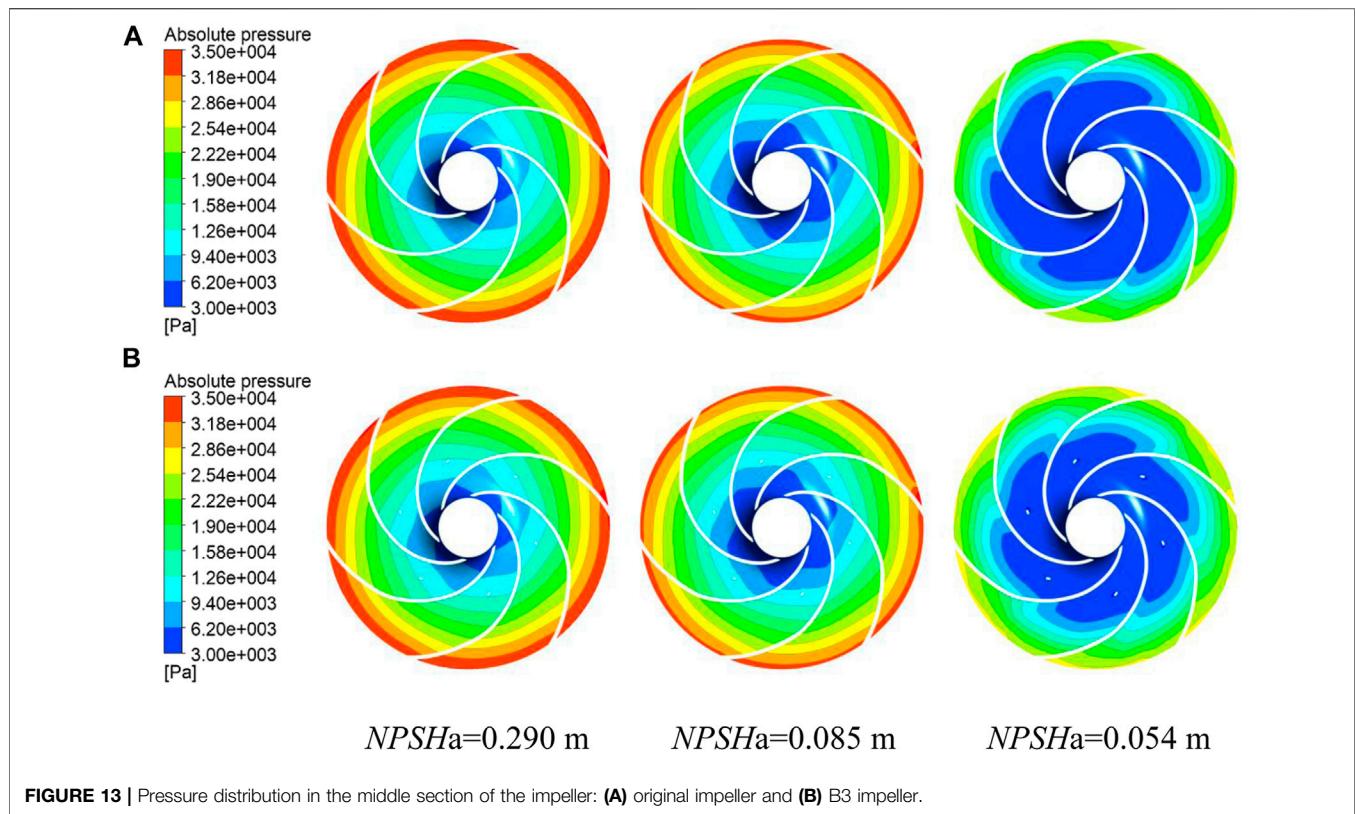 A
Absolute pressure
3.50e+004
3.18e+004
2.86e+004
2.54e+004
2.22e+004
1.90e+004
1.58e+004
1.26e+004
9.40e+003
6.20e+003
3.00e+003
[Pa]
B
Absolute pressure
3.50e+004
3.18e+004
2.86e+004
2.54e+004
2.22e+004
1.90e+004
1.58e+004
1.26e+004
9.40e+003
6.20e+003
3.00e+003
[Pa]
NPSHa=0.290 m NPSHa=0.085 m NPSHa=0.054 m
FIGURE 13 | Pressure distribution in the middle section of the impeller: (A) original impeller and (B) B3 impeller.